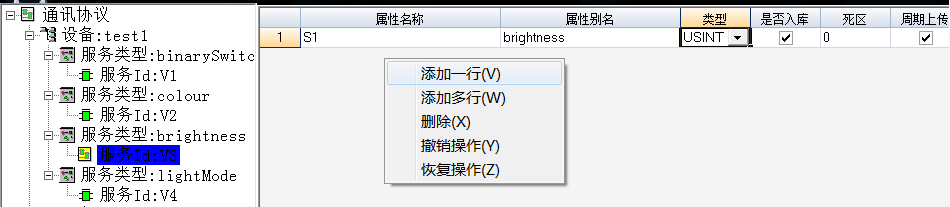 通讯协议
设备:test1
服务类型:binarySwitc
服务Id:V1
服务类型:colour
服务Id:V2
服务类型:brightness
服务Id:V3
服务类型:lightMode
服务Id:V4
属性名称 属性别名 类型 是否入库 死区 周期上传
1 S1 brightness USINT 0
添加一行(V)
添加多行(W)
删除(X)
撤销操作(Y)
恢复操作(Z)